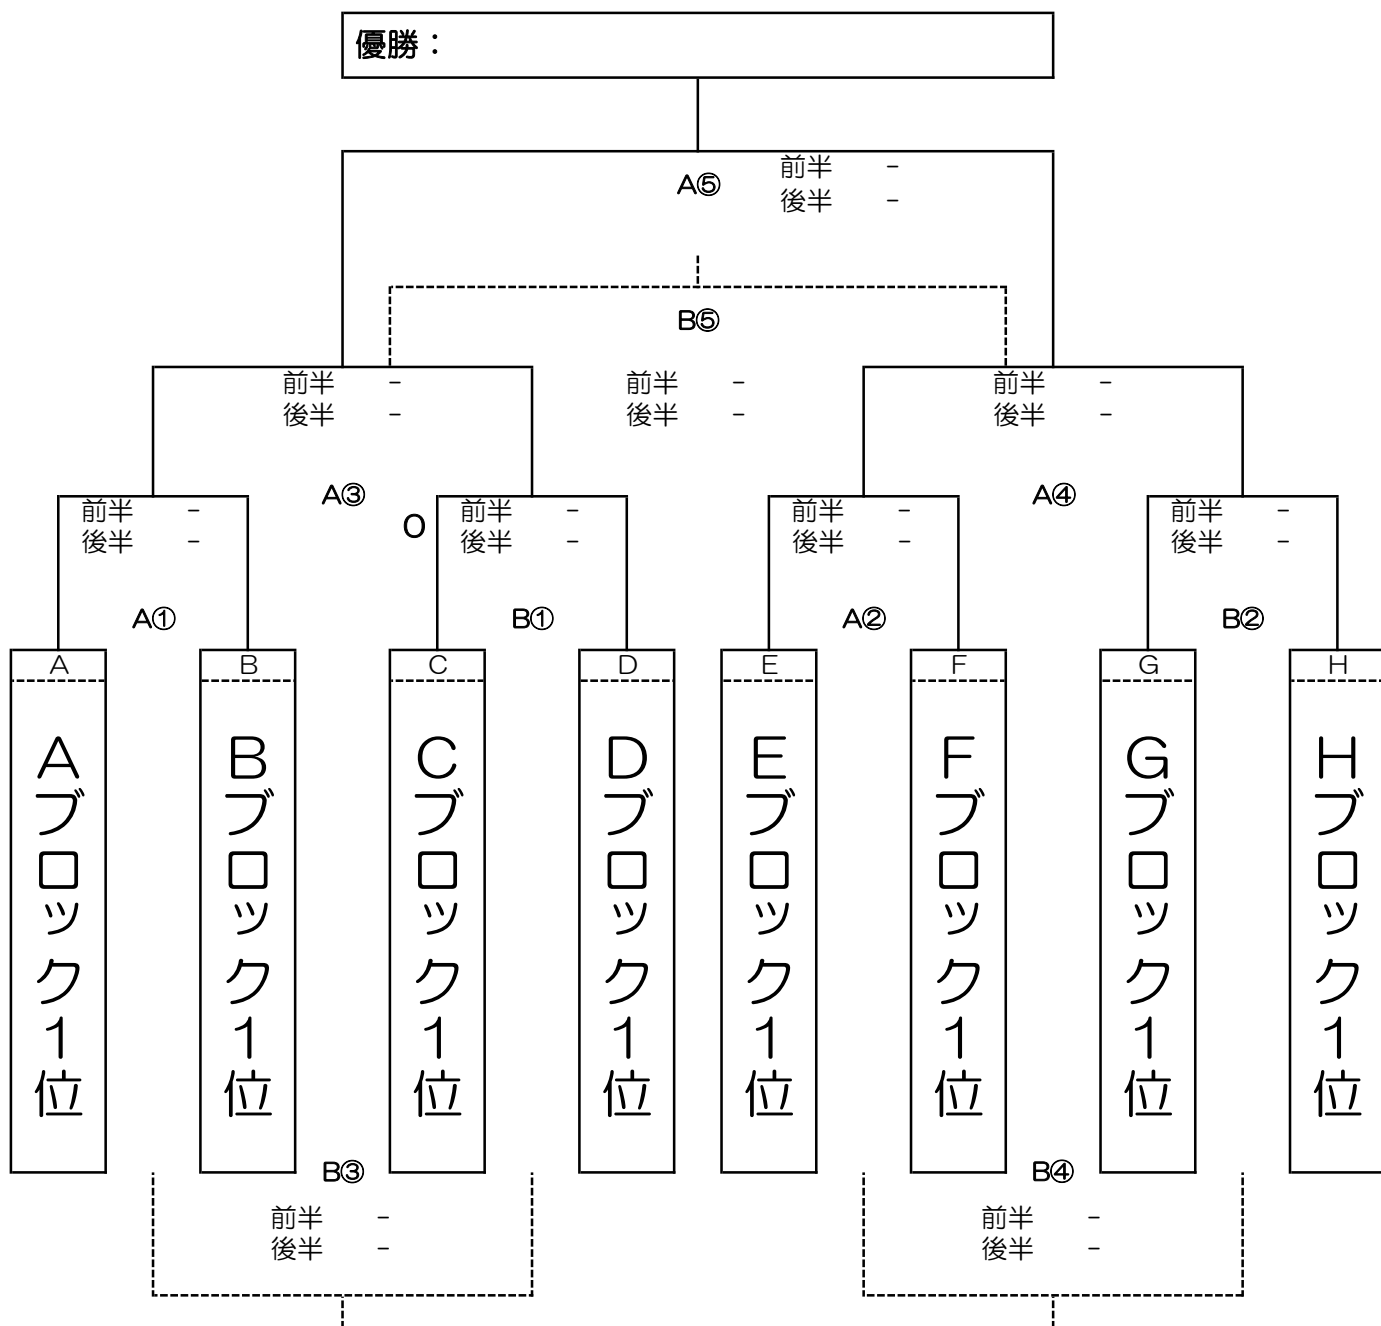 優勝：
前半 -
A⑤
後半 -
B⑤
前半 - 前半 - 前半 -
後半 - 後半 - 後半 -
A③ A④
前半 - 0 前半 - 前半 - 前半 -
後半 - 後半 - 後半 - 後半 -
A① B① A② B②
A B C D E F G H
Aブロック1位
Bブロック1位
Cブロック1位
Dブロック1位
Eブロック1位
Fブロック1位
Gブロック1位
Hブロック1位
B③ B④
前半 - 前半 -
後半 - 後半 -